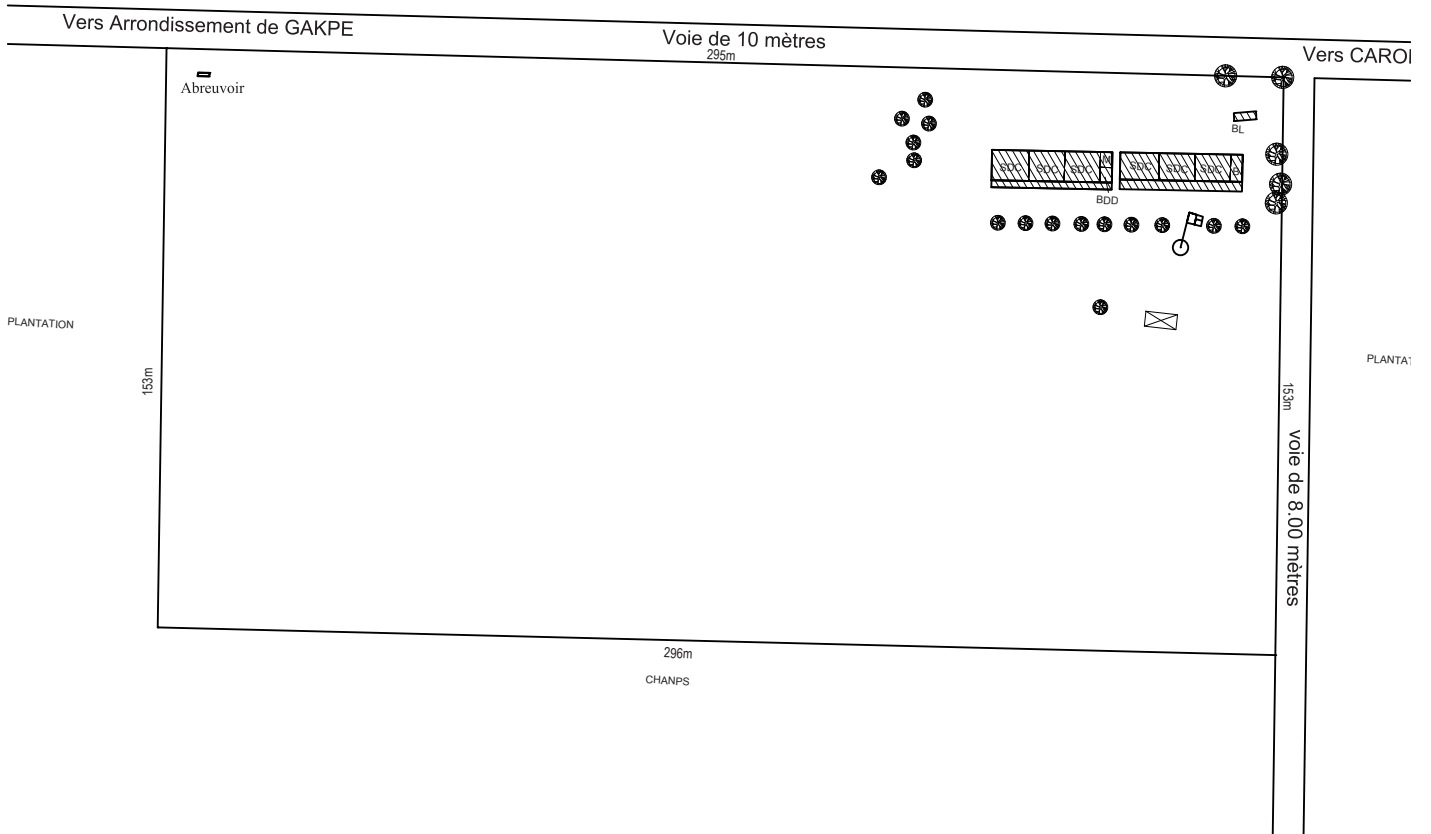 Vers Arrondissement de GAKPE
Voie de 10 mètres
295m
Vers CAROI
Abreuvoir
BL
SDC
SDC
SDC
M
SDC
SDC
SDC
BDD
PLANTATION
PLANTAT
153m
153m
voie de 8.00 mètres
296m
CHANPS